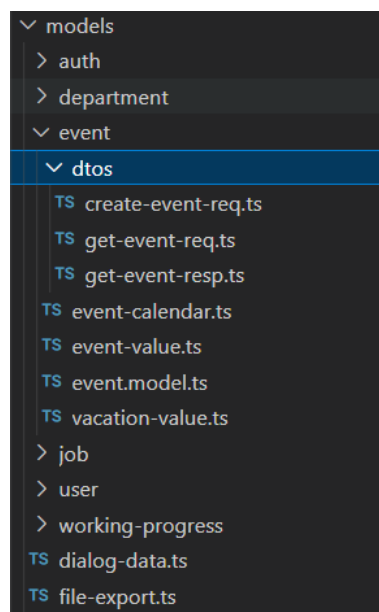 models
auth
department
event
dtos
TS create-event-req.ts
TS get-event-req.ts
TS get-event-resp.ts
TS event-calendar.ts
TS event-value.ts
TS event.model.ts
TS vacation-value.ts
job
user
working-progress
TS dialog-data.ts
TS file-export.ts